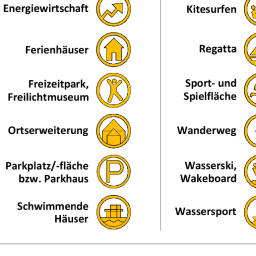 Energiewirtschaft
Ferienhäuser
Freizeitpark,
Freilichtmuseum
Ortserweiterung
Parkplatz/-fläche
bzw. Parkhaus
P
Schwimmende
Häuser
Kitesurfen
Regatta
Sport- und
Spielfläche
Wanderweg
Wasserski,
Wakeboard
Wassersport